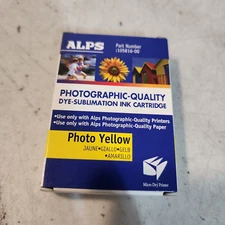 ALPS
Part Number
PHOTOGRAPHIC-QUALITY
DYE-SUBLIMATION INK CARTRIDGE
•Use only with Alps Photographic-Quality Printers
•Use only with Alps Photographic-Quality Paper
Photo Yellow
JAUNE•GIALLO•GELB
•AMARILLO
Micro Dry Printer